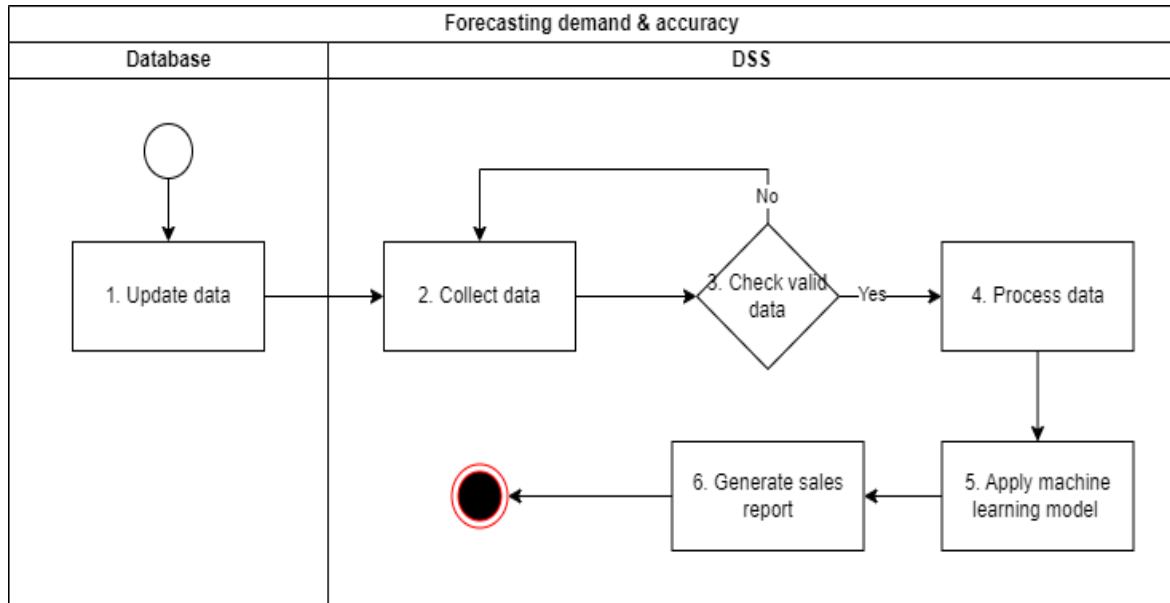 Forecasting demand & accuracy
Database
DSS
No
1. Update data
2. Collect data
3. Check valid
data
Yes
4. Process data
6. Generate sales
report
5. Apply machine
learning model